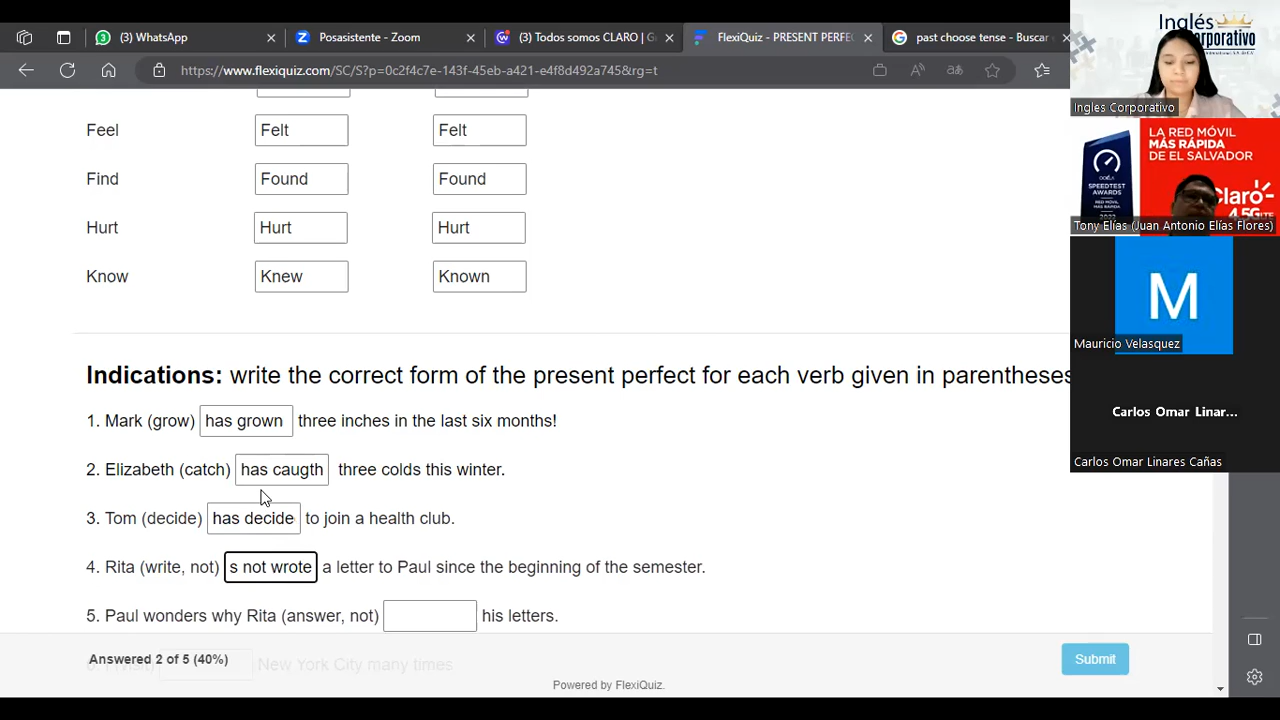 (3) WhatsApp
Posasistente - Zoom
(3) Todos somos CLARO | G
FlexiQuiz - PRESENT PERFE
past choose tense - Buscar
https://www.flexiquiz.com/SC/S?p=0c2f4c7e-143f-45eb-a421-e4f8d492a745&rg=t
Feel Felt Felt
Find Found Found
Hurt Hurt Hurt
Know Knew Known
Indications: write the correct form of the present perfect for each verb given in parentheses
1. Mark (grow) has grown three inches in the last six months!
2. Elizabeth (catch) has caugth three colds this winter.
3. Tom (decide) has decide to join a health club.
4. Rita (write, not) s not wrote a letter to Paul since the beginning of the semester.
5. Paul wonders why Rita (answer, not) his letters.
New York City many times
Answered 2 of 5 (40%)
Submit
Powered by FlexiQuiz.
Inglés
Corporativo
Ingles Corporativo
LA RED MÓVIL
MÁS RÁPIDA
DE EL SALVADOR
SPEEDTEST
AWARDS
Claro
4.5G LTE
Tony Elías (Juan Antonio Elías Flores)
M
Mauricio Velasquez
Carlos Omar Linar...
Carlos Omar Linares Cañas